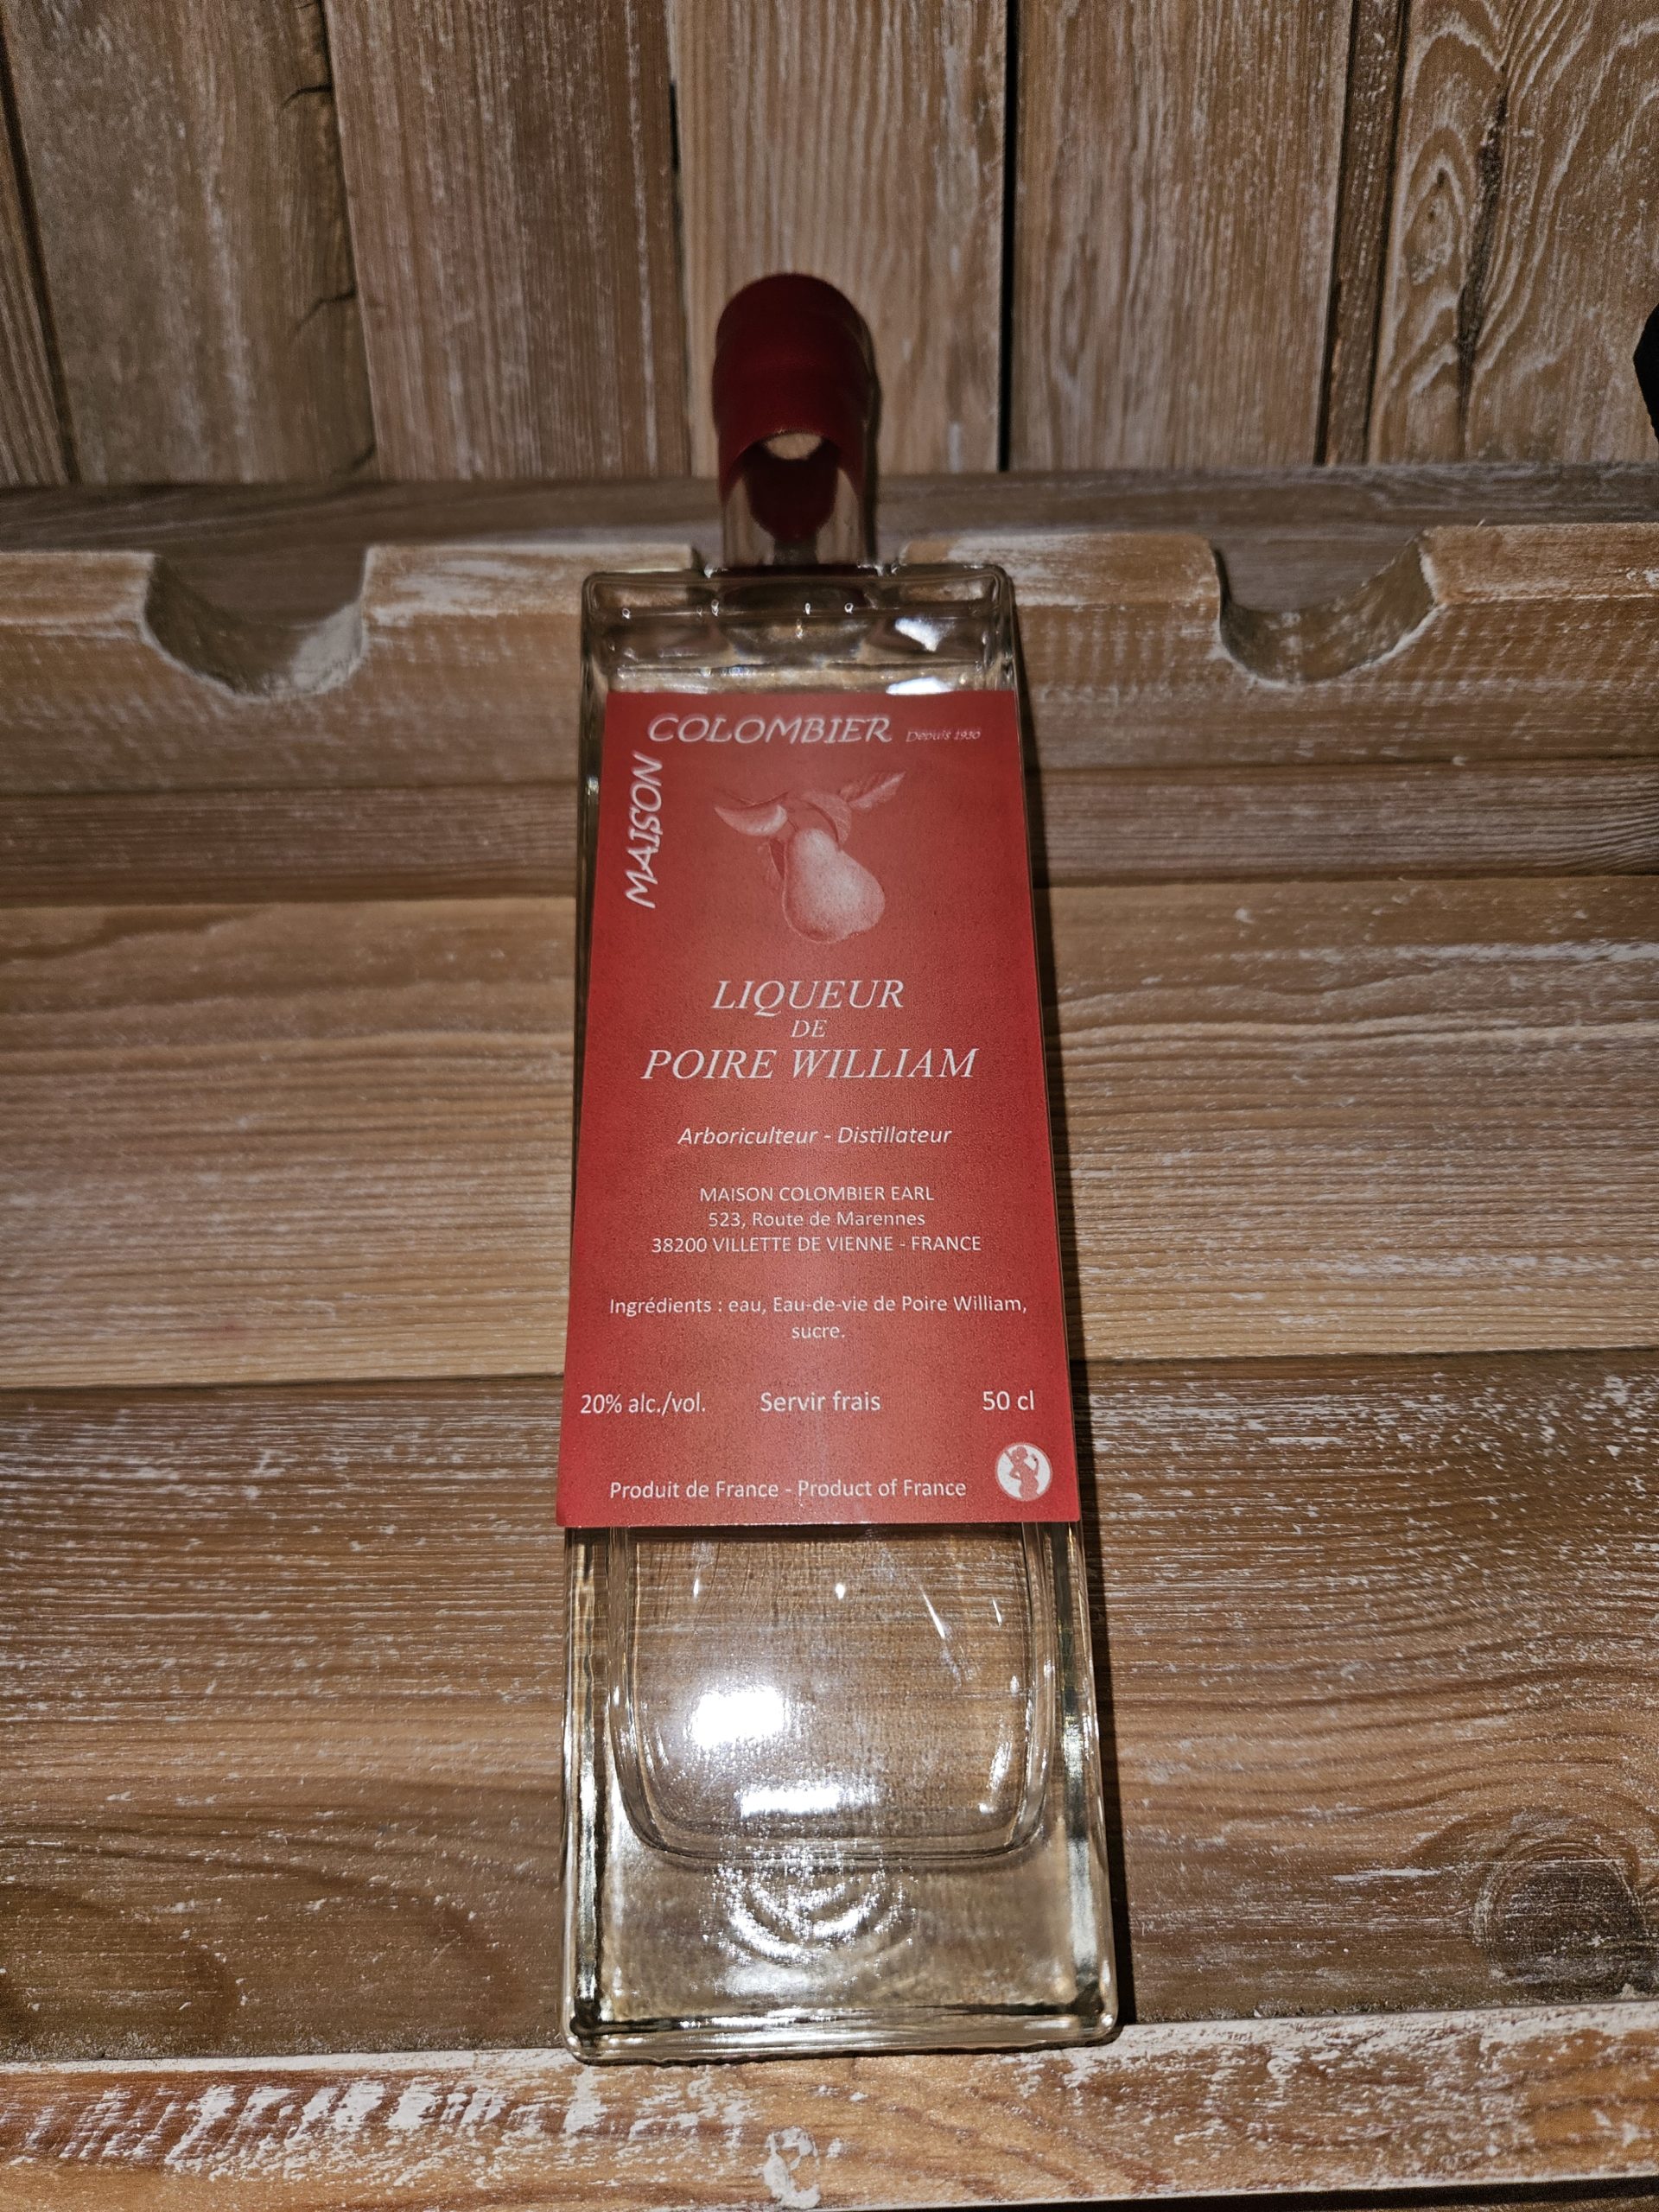 COLOMBIER Depuis 1930
MAISON
LIQUEUR
DE
POIRE WILLIAM
Arboriculteur - Distillateur
MAISON COLOMBIER EARL
523, Route de Marennes
38200 VILLETTE DE VIENNE - FRANCE
Ingrédients : eau, Eau-de-vie de Poire William,
sucre.
20% alc./vol. Servir frais 50 cl
Produit de France - Product of France